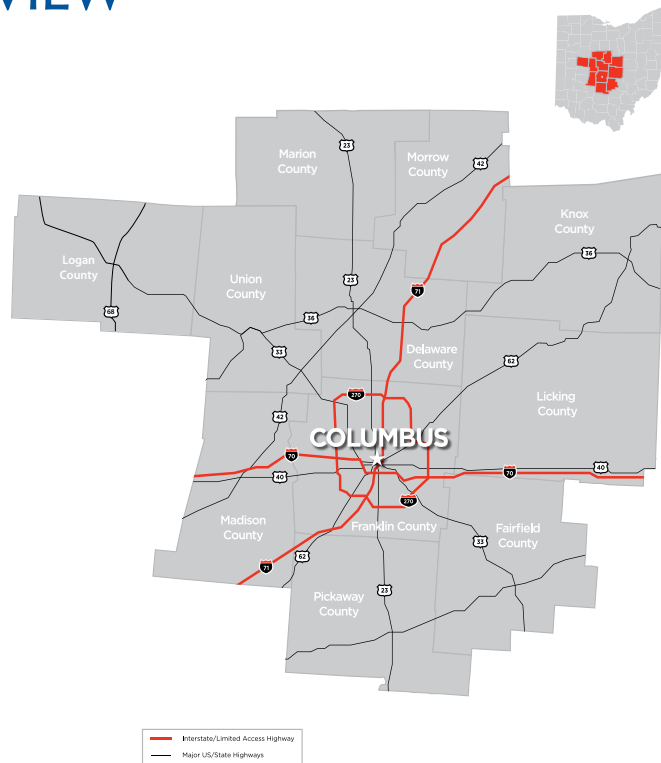 VIEW
Marion
County
23
Morrow
County
42
Knox
County
36
Logan
County
Union
County
23
71
68
36
33
Delaware
County
62
270
Licking
County
42
COLUMBUS
70
40
70
40
270
Madison
County
Franklin County
Fairfield
County
33
62
71
23
Pickaway
County
Interstate/Limited Access Highway
Major US/State Highways